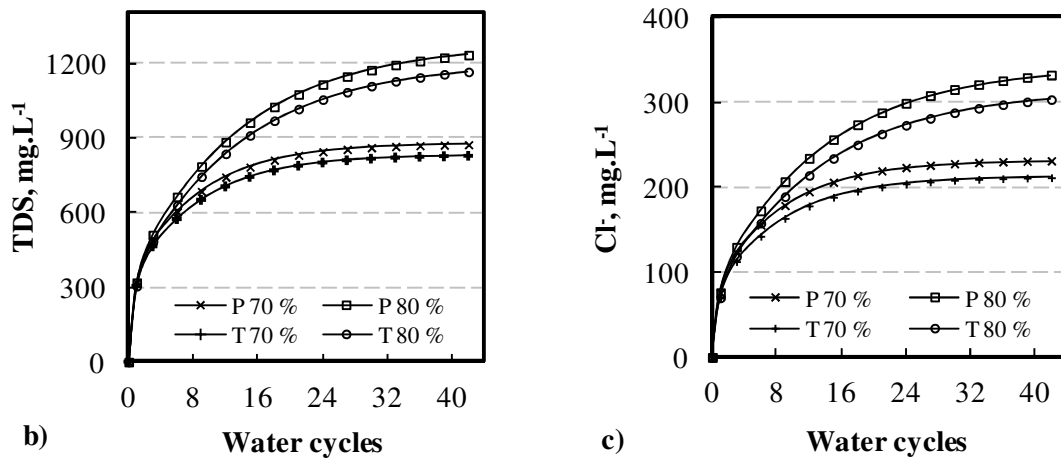 TDS, mg.L-1
1200
900
600
300
0
0 8 16 24 32 40
P 70 % P 80 %
T 70 % T 80 %
b) Water cycles
Cl-, mg.L-1
400
300
200
100
0
0 8 16 24 32 40
P 70 % P 80 %
T 70 % T 80 %
c) Water cycles